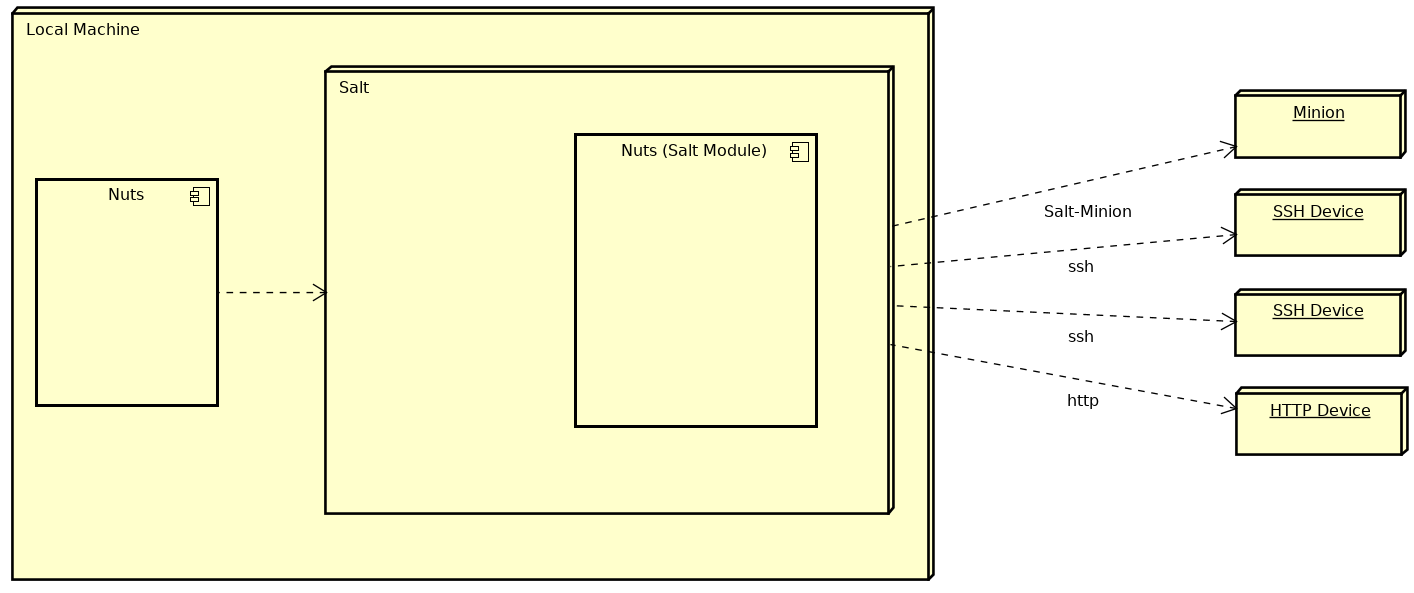 Local Machine
Salt
Nuts
Nuts (Salt Module)
Minion
Salt-Minion
SSH Device
ssh
SSH Device
ssh
HTTP Device
http